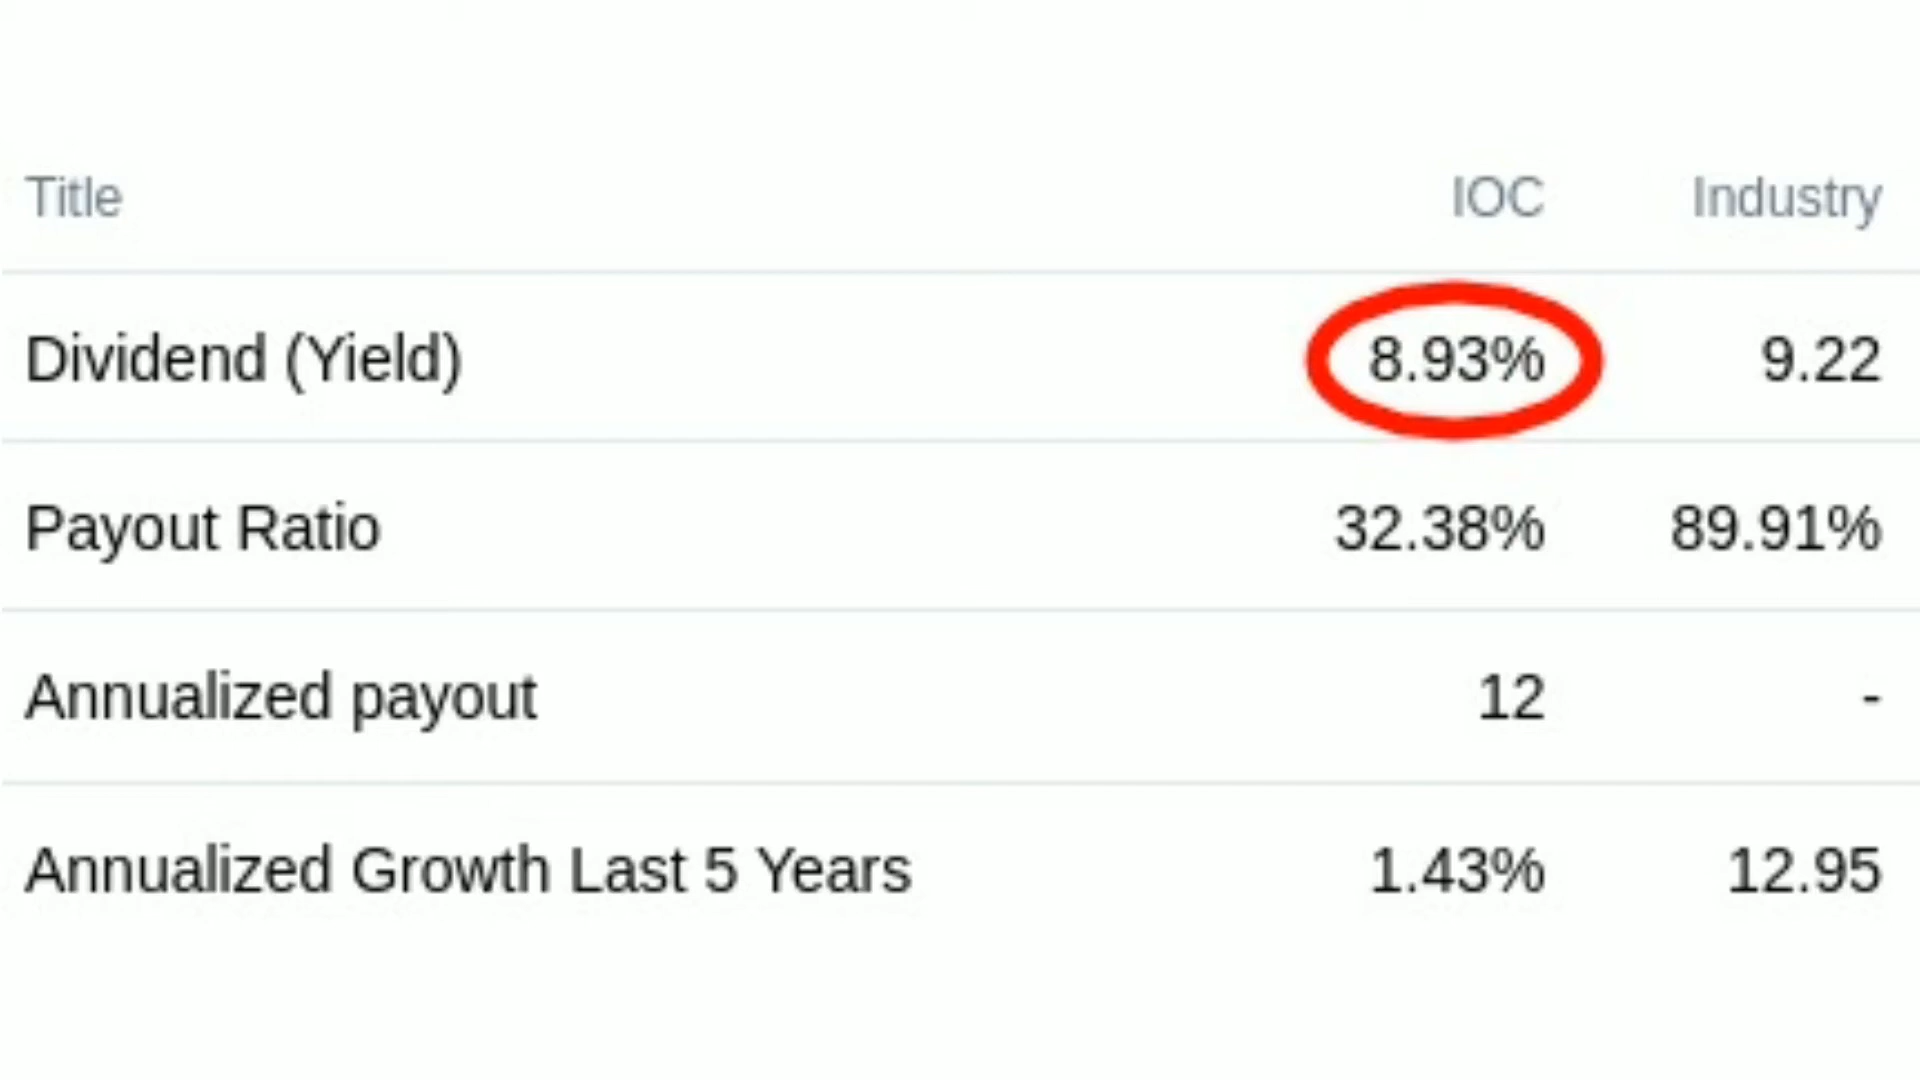 Title IOC Industry
Dividend (Yield) 8.93% 9.22
Payout Ratio 32.38% 89.91%
Annualized payout 12 -
Annualized Growth Last 5 Years 1.43% 12.95